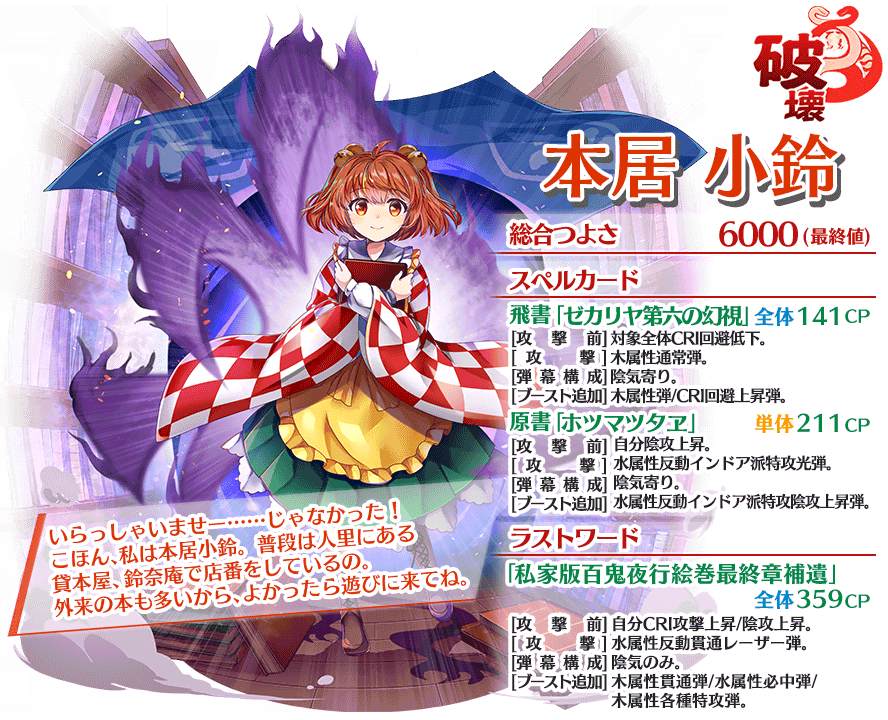 破壊
本居 小鈴
総合つよさ 6000(最終値)
スペルカード
飛書「ゼカリヤ第六の幻視」 全体141CP
[攻撃前]対象全体CRI回避低下。
[攻撃]木属性通常弾。
[弾幕構成]陰気寄り。
[ブースト追加]木属性弾/CRI回避上昇弾。
原書「ホツマツタヱ」 単体211CP
[攻撃前]自分陰攻上昇。
[攻撃]水属性反動インドア派特攻光弾。
[弾幕構成]陰気寄り。
[ブースト追加]水属性反動インドア派特攻陰攻上昇弾。
ラストワード
「私家版百鬼夜行絵巻最終章補遺」
全体359CP
[攻撃前]自分CRI攻撃上昇/陰攻上昇。
[攻撃]水属性反動貫通レーザー弾。
[弾幕構成]陰気のみ。
[ブースト追加]木属性貫通弾/水属性必中弾/
木属性各種特攻弾。
いらっしゃいませー……じゃなかった！
こほん、私は本居小鈴。普段は人里にある
貸本屋、鈴奈庵で店番をしているの。
外来の本も多いから、よかったら遊びに来てね。